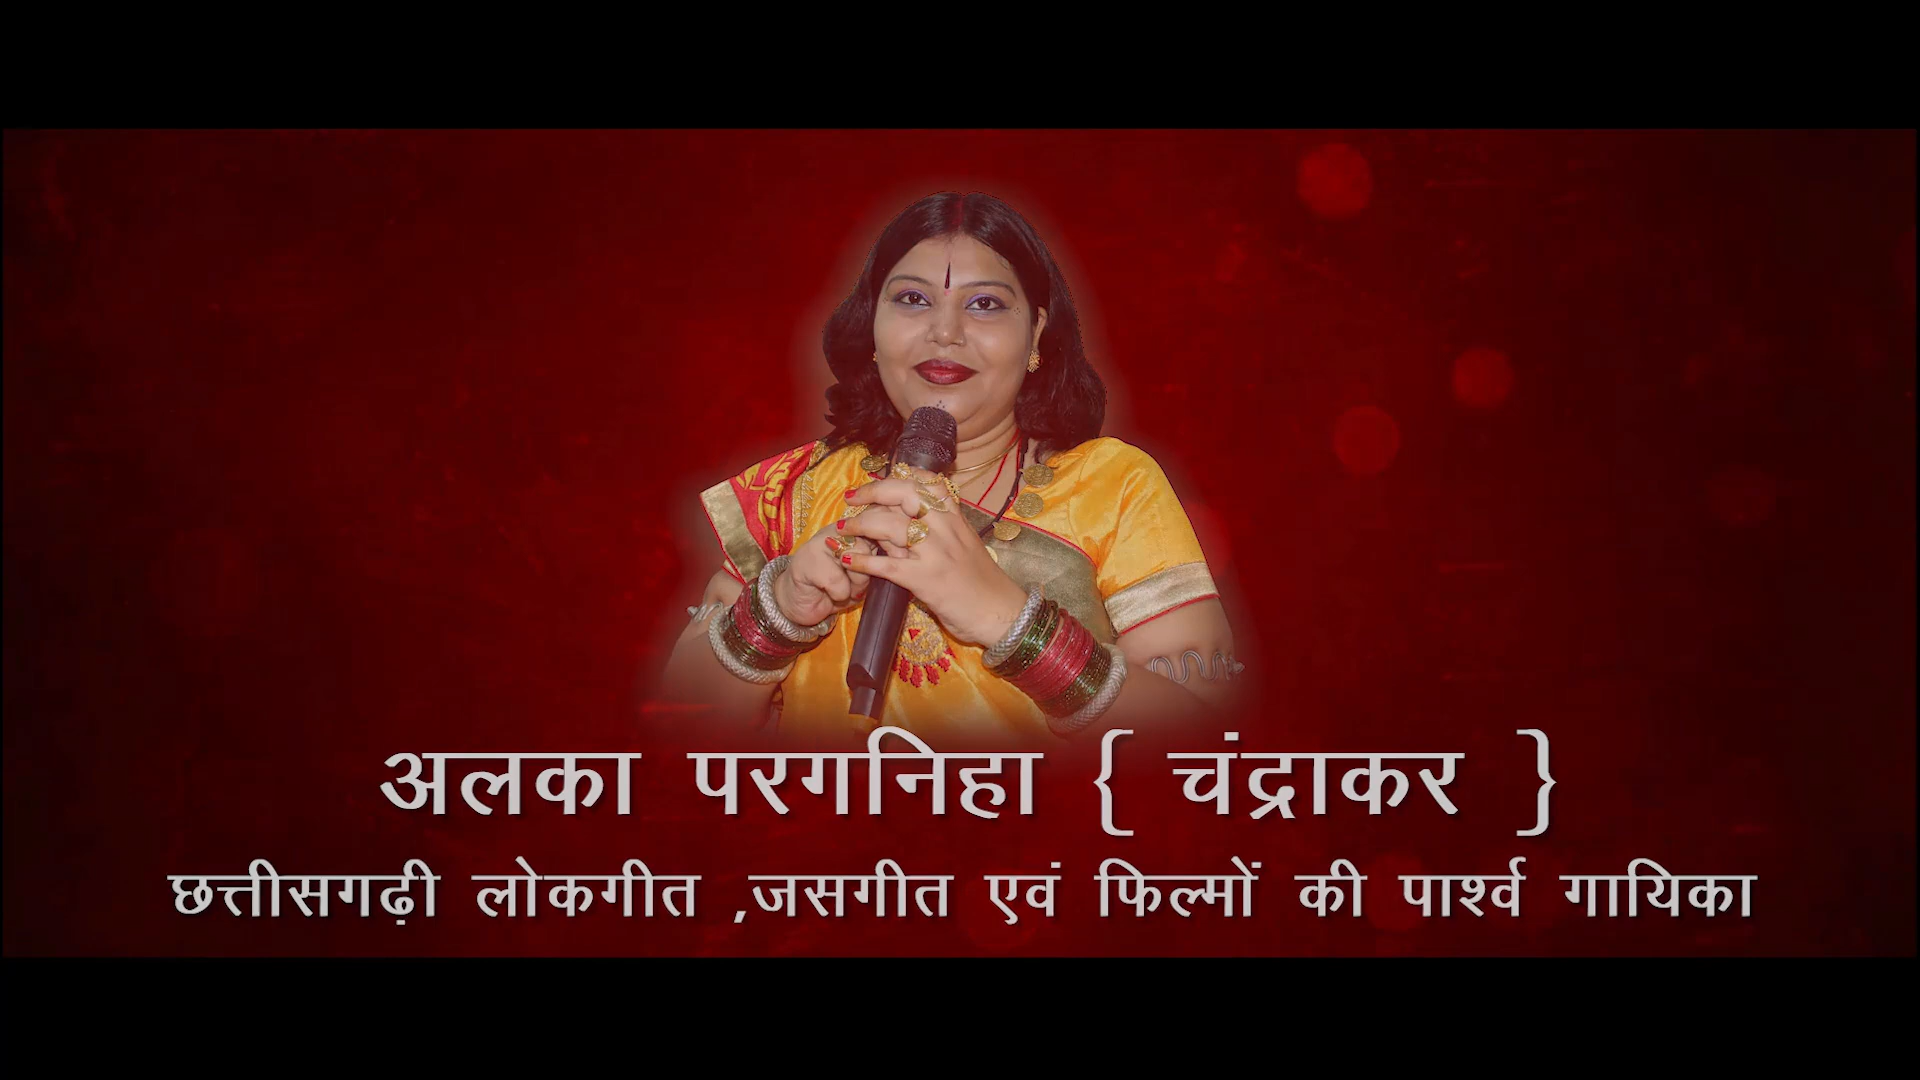 अलका परगनिहा { चंद्राकर }
छत्तीसगढ़ी लोकगीत ,जसगीत एवं फिल्मों की पार्श्व गायिका